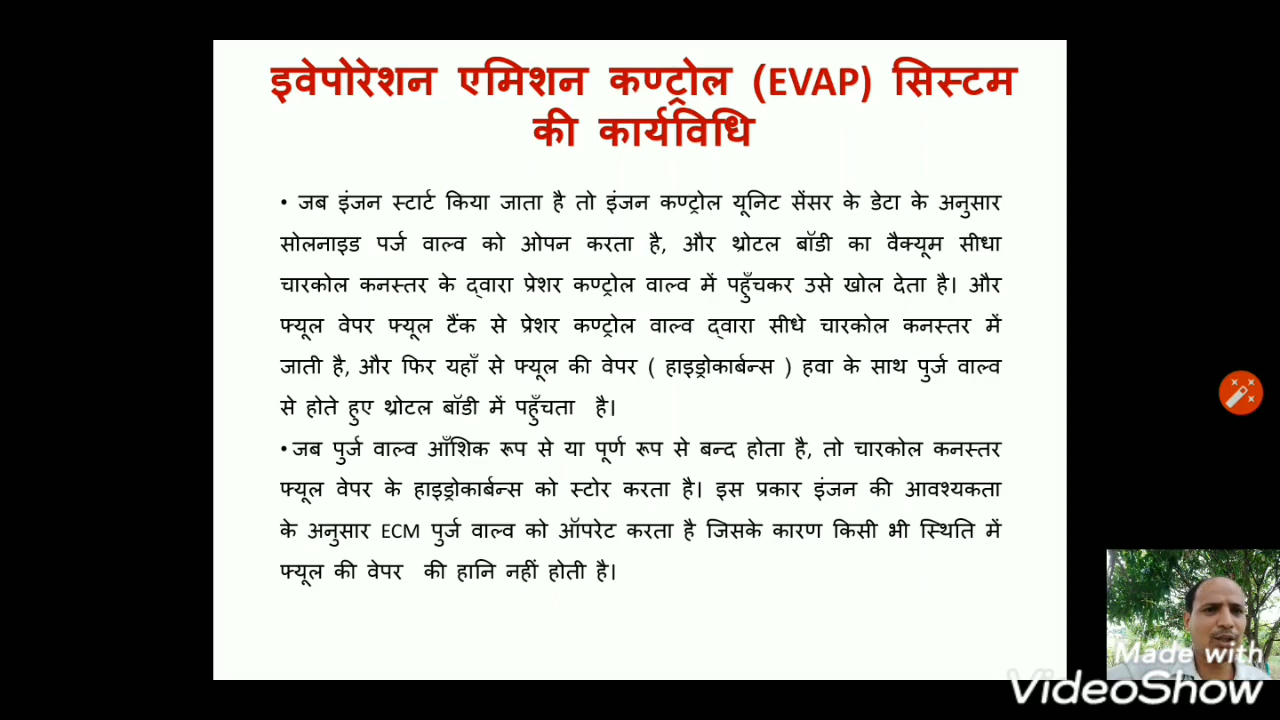 इवेपोरेशन एमिशन कण्ट्रोल (EVAP) सिस्टम
की कार्यविधि
• जब इंजन स्टार्ट किया जाता है तो इंजन कण्ट्रोल यूनिट सेंसर के डेटा के अनुसार
सोलनाइड पर्ज वाल्व को ओपन करता है, और थ्रोटल बॉडी का वैक्यूम सीधा
चारकोल कनस्तर के द्वारा प्रेशर कण्ट्रोल वाल्व में पहुँचकर उसे खोल देता है। और
फ्यूल वेपर फ्यूल टैंक से प्रेशर कण्ट्रोल वाल्व द्वारा सीधे चारकोल कनस्तर में
जाती है, और फिर यहाँ से फ्यूल की वेपर ( हाइड्रोकार्बन्स ) हवा के साथ पुर्ज वाल्व
से होते हुए थ्रोटल बॉडी में पहुँचता है।
• जब पुर्ज वाल्व आँशिक रूप से या पूर्ण रूप से बन्द होता है, तो चारकोल कनस्तर
फ्यूल वेपर के हाइड्रोकार्बन्स को स्टोर करता है। इस प्रकार इंजन की आवश्यकता
के अनुसार ECM पुर्ज वाल्व को ऑपरेट करता है जिसके कारण किसी भी स्थिति में
फ्यूल की वेपर की हानि नहीं होती है।
Made with
VideoShow